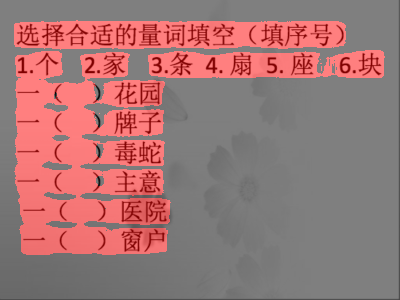 选择合适的量词填空（填序号）
1.个 2.家 3.条 4.扇 5.座 6.块
一（ ）花园
一（ ）牌子
一（ ）毒蛇
一（ ）主意
一（ ）医院
一（ ）窗户